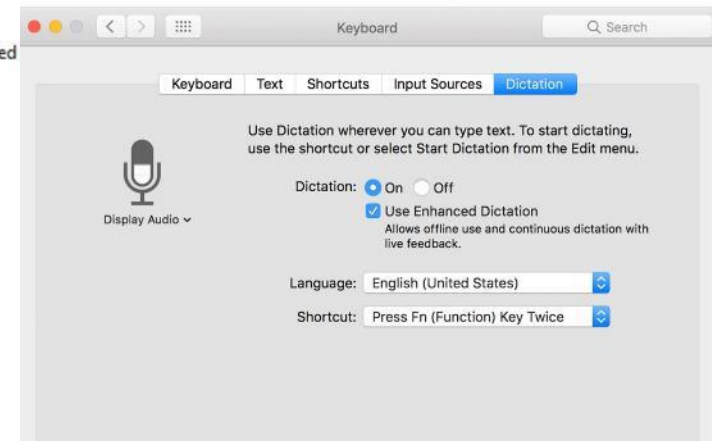 Keyboard
Search
ed
Keyboard Text Shortcuts Input Sources Dictation
Use Dictation wherever you can type text. To start dictating,
use the shortcut or select Start Dictation from the Edit menu.
Dictation: On Off
Display Audio
Use Enhanced Dictation
Allows offline use and continuous dictation with
live feedback.
Language: English (United States)
Shortcut: Press Fn (Function) Key Twice